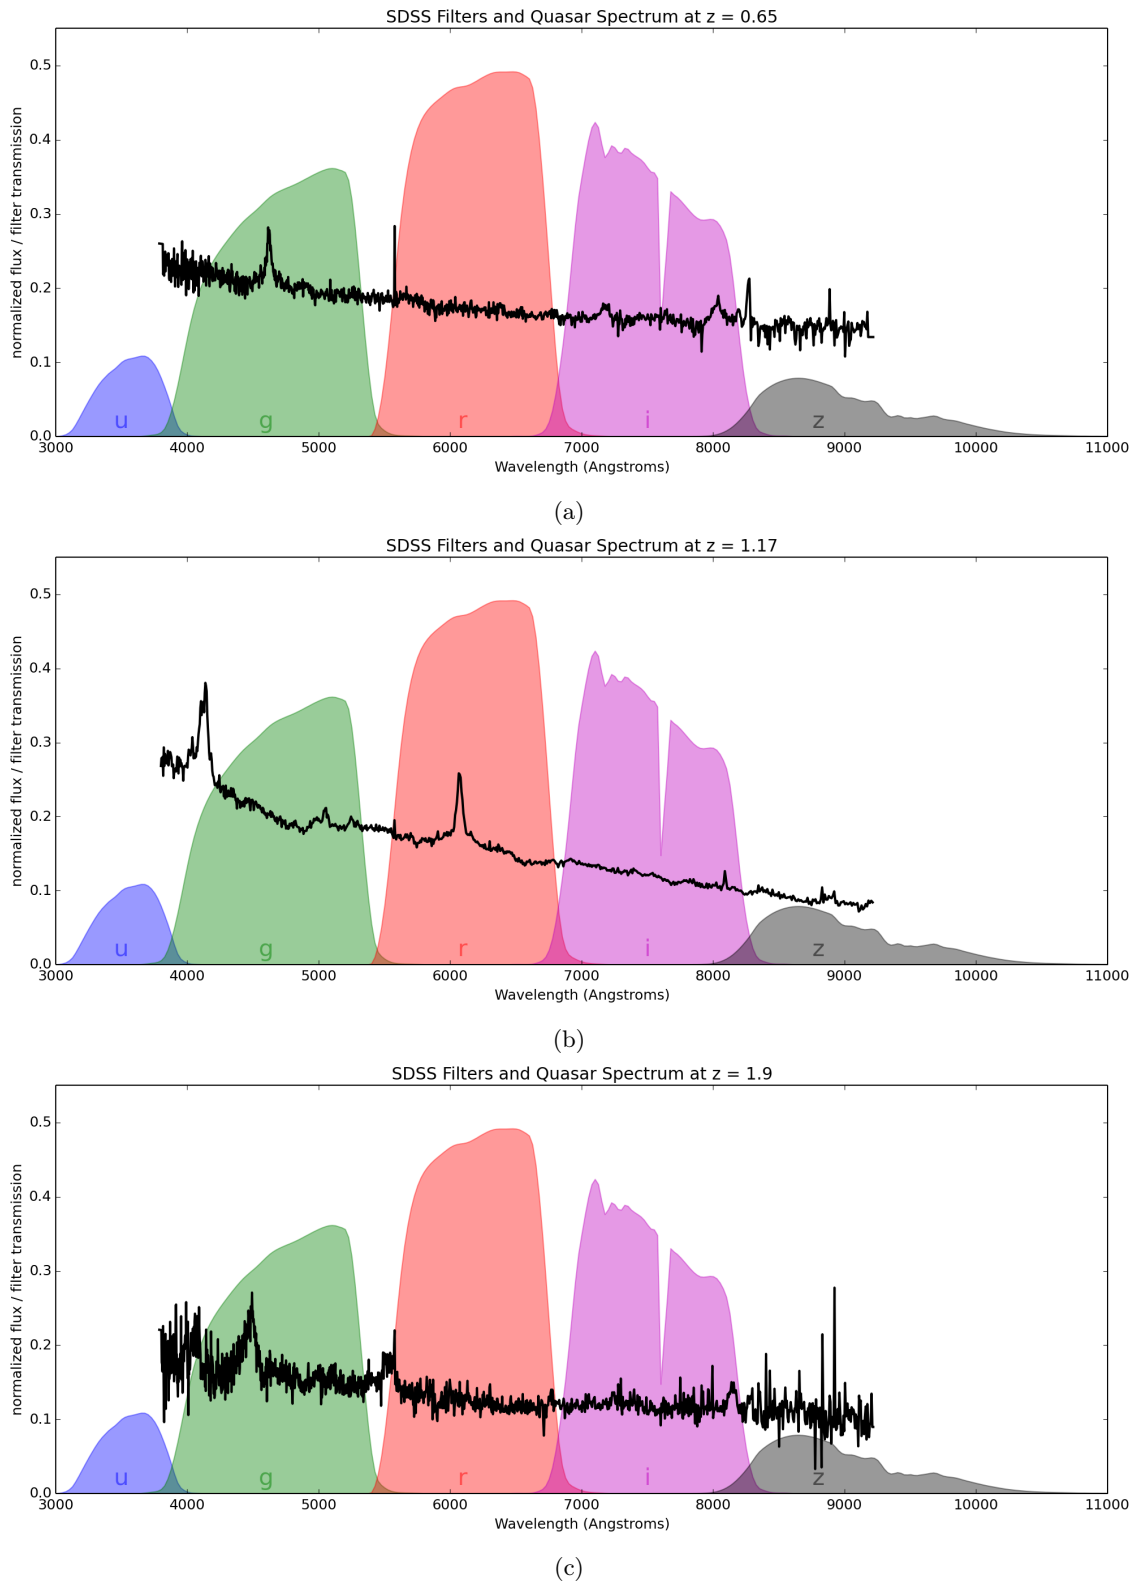 SDSS Filters and Quasar Spectrum at z = 0.65
normalized flux / filter transmission
0.5
0.4
0.3
0.2
0.1
0.0
u g r i z
3000 4000 5000 6000 7000 8000 9000 10000 11000
Wavelength (Angstroms)
(a)
SDSS Filters and Quasar Spectrum at z = 1.17
normalized flux / filter transmission
0.5
0.4
0.3
0.2
0.1
0.0
u g r i z
3000 4000 5000 6000 7000 8000 9000 10000 11000
Wavelength (Angstroms)
(b)
SDSS Filters and Quasar Spectrum at z = 1.9
normalized flux / filter transmission
0.5
0.4
0.3
0.2
0.1
0.0
u g r i z
3000 4000 5000 6000 7000 8000 9000 10000 11000
Wavelength (Angstroms)
(c)